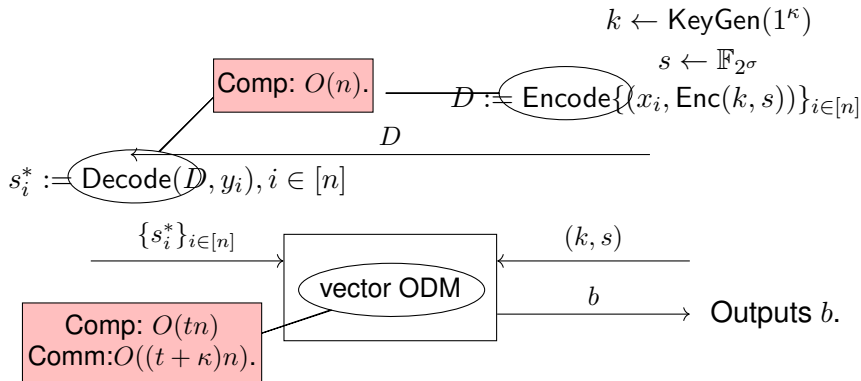 k ← KeyGen(1^κ)
s ← 𝔽_{2^σ}
Comp: O(n).
D := Encode{(x_i, Enc(k, s))}_{i∈[n]}
D
s_i^* := Decode(D, y_i), i ∈ [n]
{s_i^*}_{i∈[n]}
(k, s)
vector ODM
b
Outputs b.
Comp: O(tn)
Comm:O((t + κ)n).